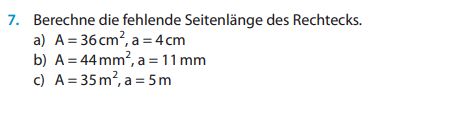 7. Berechne die fehlende Seitenlänge des Rechtecks.
a) A = 36 cm², a = 4 cm
b) A = 44 mm², a = 11 mm
c) A = 35 m², a = 5 m